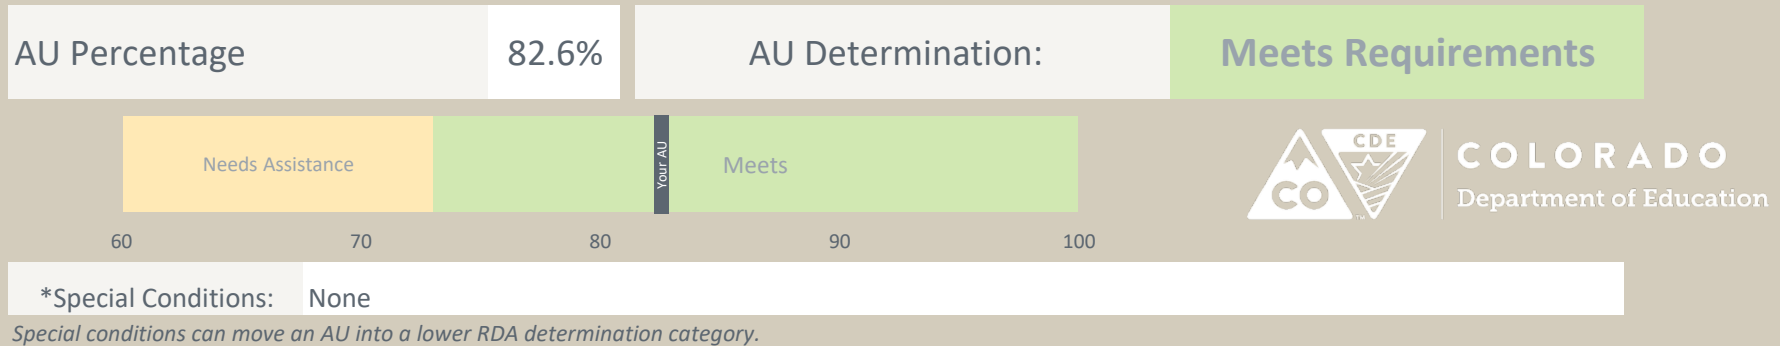 AU Percentage 82.6% AU Determination: Meets Requirements
Needs Assistance Your AU Meets
60 70 80 90 100
CDE
CO
TM
COLORADO
Department of Education
*Special Conditions: None
Special conditions can move an AU into a lower RDA determination category.